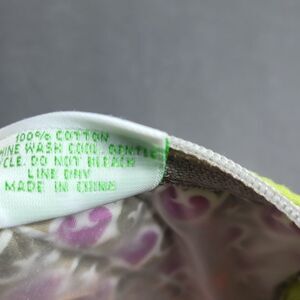 100% COTTON
HINE WASH COOL, GENTLE
CLE. DO NOT BLEACH
LINE DRY
MADE IN CHINA